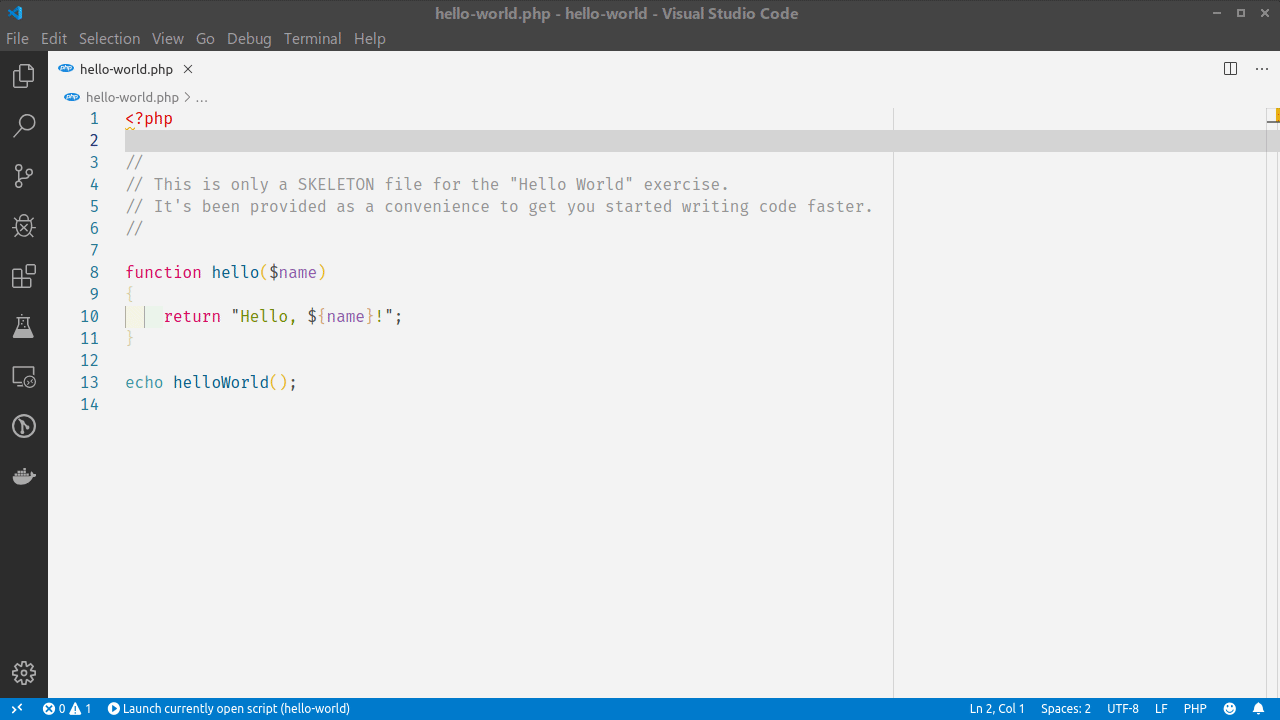 hello-world.php - hello-world - Visual Studio Code
File Edit Selection View Go Debug Terminal Help
php hello-world.php
php hello-world.php > ...
1 <?php
2
3 //
4 // This is only a SKELETON file for the "Hello World" exercise.
5 // It's been provided as a convenience to get you started writing code faster.
6 //
7
8 function hello($name)
9 {
10 return "Hello, ${name}!";
11 }
12
13 echo helloWorld();
14
0 1 Launch currently open script (hello-world) Ln 2, Col 1 Spaces: 2 UTF-8 LF PHP